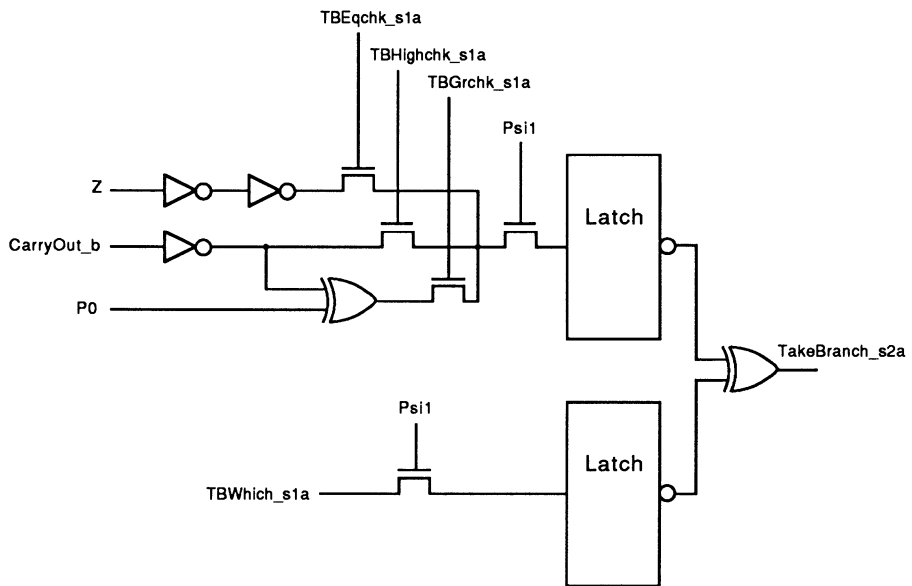 TBEqchk_s1a
TBHighchk_s1a
TBGrchk_s1a
Psi1
Z
Latch
CarryOut_b
P0
TakeBranch_s2a
Psi1
Latch
TBWhich_s1a